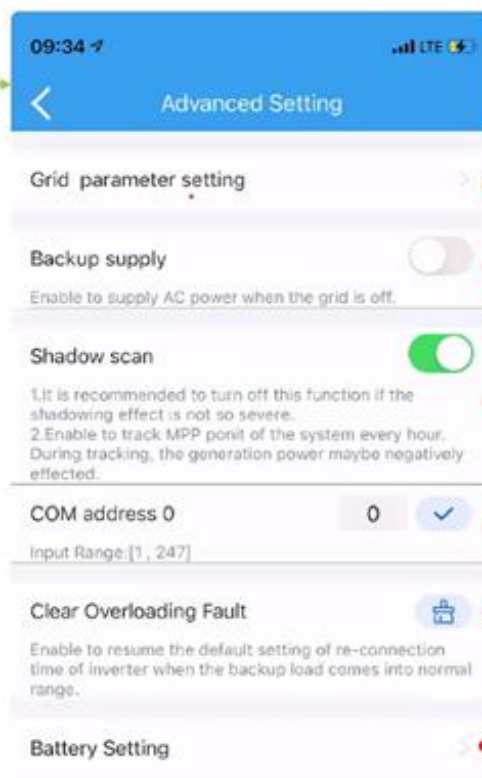 09:34
LTE
Advanced Setting
Grid parameter setting
Backup supply
Enable to supply AC power when the grid is off.
Shadow scan
1.It is recommended to turn off this function if the
shadowing effect is not so severe.
2.Enable to track MPP ponit of the system every hour.
During tracking, the generation power maybe negatively
effected.
COM address 0 0
Input Range:[1 , 247]
Clear Overloading Fault
Enable to resume the default setting of re-connection
time of inverter when the backup load comes into normal
range.
Battery Setting